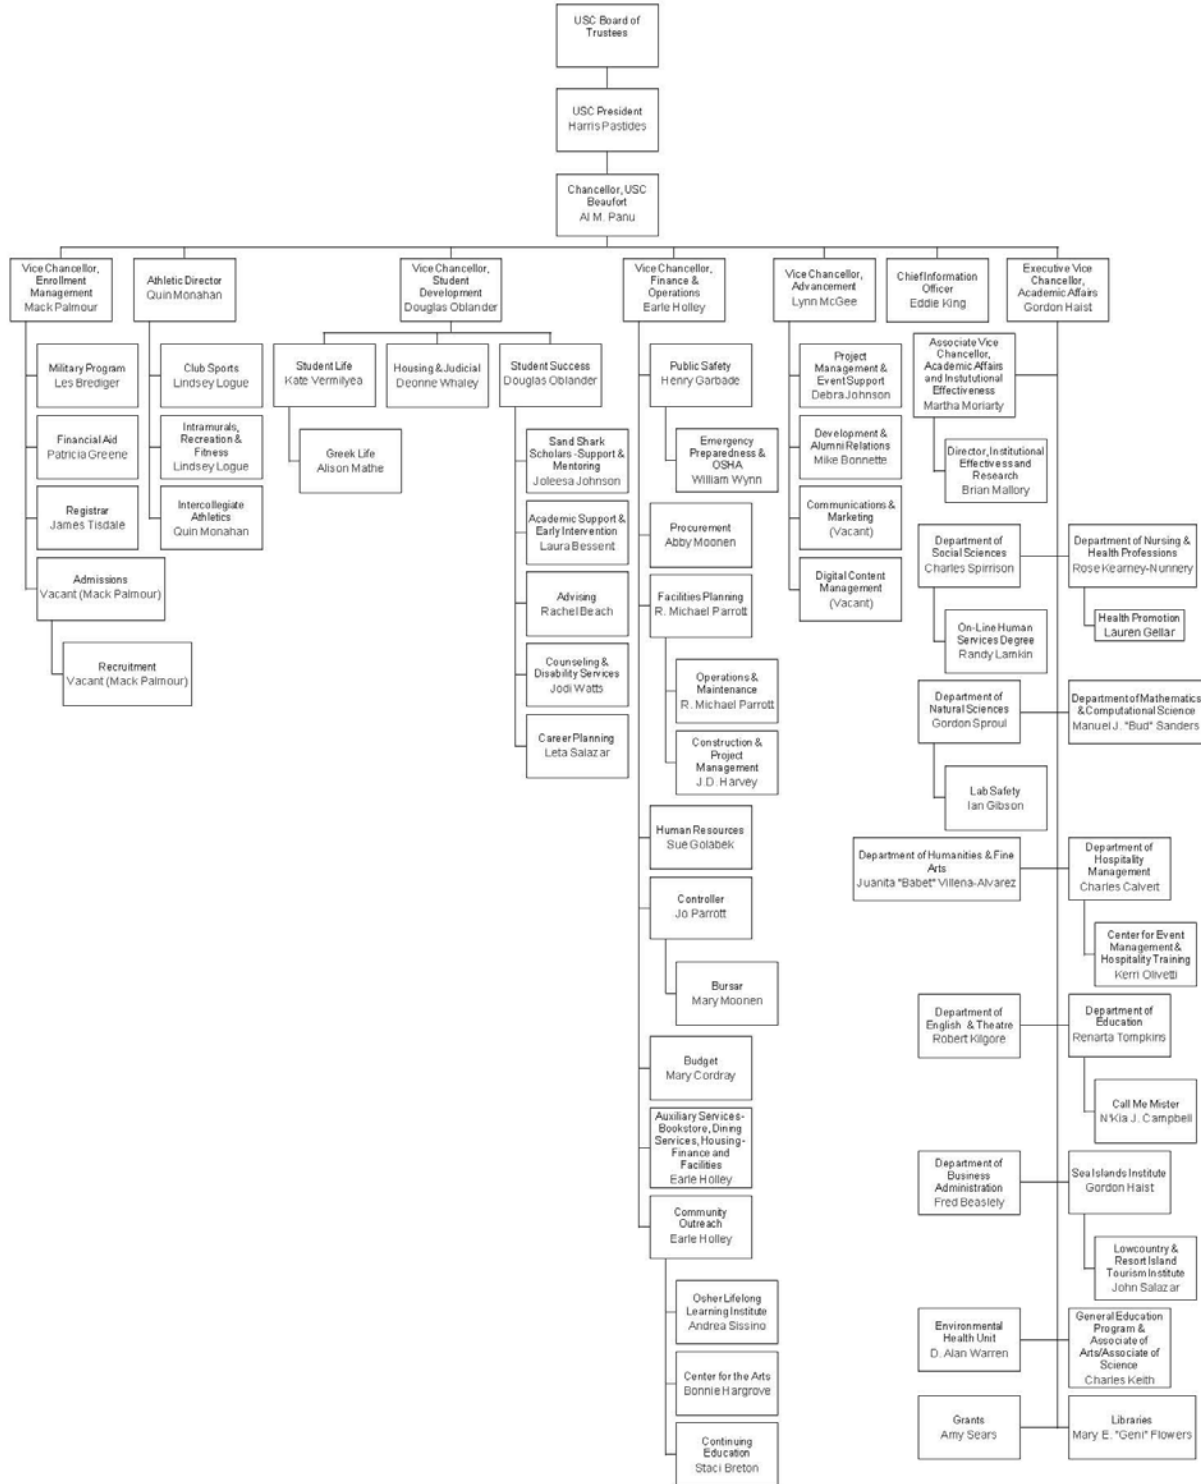 USC Board of
Trustees
USC President
Harris Pastides
Chancellor, USC
Beaufort
Al M. Panu
Vice Chancellor,
Enrollment
Management
Mack Palmour
Military Program
Les Brediger
Financial Aid
Patricia Greene
Registrar
James Tisdale
Admissions
Vacant (Mack Palmour)
Recruitment
Vacant (Mack Palmour)
Athletic Director
Quin Monahan
Club Sports
Lindsey Logue
Intramurals,
Recreation &
Fitness
Lindsey Logue
Intercollegiate
Athletics
Quin Monahan
Vice Chancellor,
Student
Development
Douglas Oblander
Student Life
Kate Vermilyea
Greek Life
Alison Mathe
Housing & Judicial
Deonne Whaley
Student Success
Douglas Oblander
Sand Shark
Scholars -Support &
Mentoring
Joleesa Johnson
Academic Support &
Early Intervention
Laura Bessent
Advising
Rachel Beach
Counseling &
Disability Services
Jodi Watts
Career Planning
Leta Salazar
Vice Chancellor,
Finance &
Operations
Earle Holley
Public Safety
Henry Garbade
Emergency
Preparedness &
OSHA
William Wynn
Procurement
Abby Moonen
Facilities Planning
R. Michael Parrott
Operations &
Maintenance
R. Michael Parrott
Construction &
Project
Management
J.D. Harvey
Human Resources
Sue Golabek
Controller
Jo Parrott
Bursar
Mary Moonen
Budget
Mary Cordray
Auxiliary Services-
Bookstore, Dining
Services, Housing-
Finance and
Facilities
Earle Holley
Community
Outreach
Earle Holley
Osher Lifelong
Learning Institute
Andrea Sissino
Center for the Arts
Bonnie Hargrove
Continuing
Education
Staci Breton
Vice Chancellor,
Advancement
Lynn McGee
Project
Management &
Event Support
Debra Johnson
Development &
Alumni Relations
Mike Bonnette
Communications &
Marketing
(Vacant)
Digital Content
Management
(Vacant)
Chief Information
Officer
Eddie King
Executive Vice
Chancellor,
Academic Affairs
Gordon Haist
Associate Vice
Chancellor,
Academic Affairs
and Instutional
Effectiveness
Martha Moriarty
Director, Institutional
Effectivess and
Research
Brian Mallory
Department of
Social Sciences
Charles Spirrison
On-Line Human
Services Degree
Randy Lamkin
Department of Nursing &
Health Professions
Rose Kearney-Nunnery
Health Promotion
Lauren Gellar
Department of
Natural Sciences
Gordon Sproul
Lab Safety
Ian Gibson
Department of Mathematics
& Computational Science
Manuel J. "Bud" Sanders
Department of Humanities & Fine
Arts
Juanita "Babet" Villena-Alvarez
Department of
Hospitality
Management
Charles Calvert
Center for Event
Management &
Hospitality Training
Kerri Olivetti
Department of
English & Theatre
Robert Kilgore
Department of
Education
Renarta Tompkins
Call Me Mister
N'Kia J. Campbell
Department of
Business
Administration
Fred Beaslely
Sea Islands Institute
Gordon Haist
Lowcountry &
Resort Island
Tourism Institute
John Salazar
Environmental
Health Unit
D. Alan Warren
General Education
Program &
Associate of
Arts/Associate of
Science
Charles Keith
Grants
Amy Sears
Libraries
Mary E. "Geni" Flowers